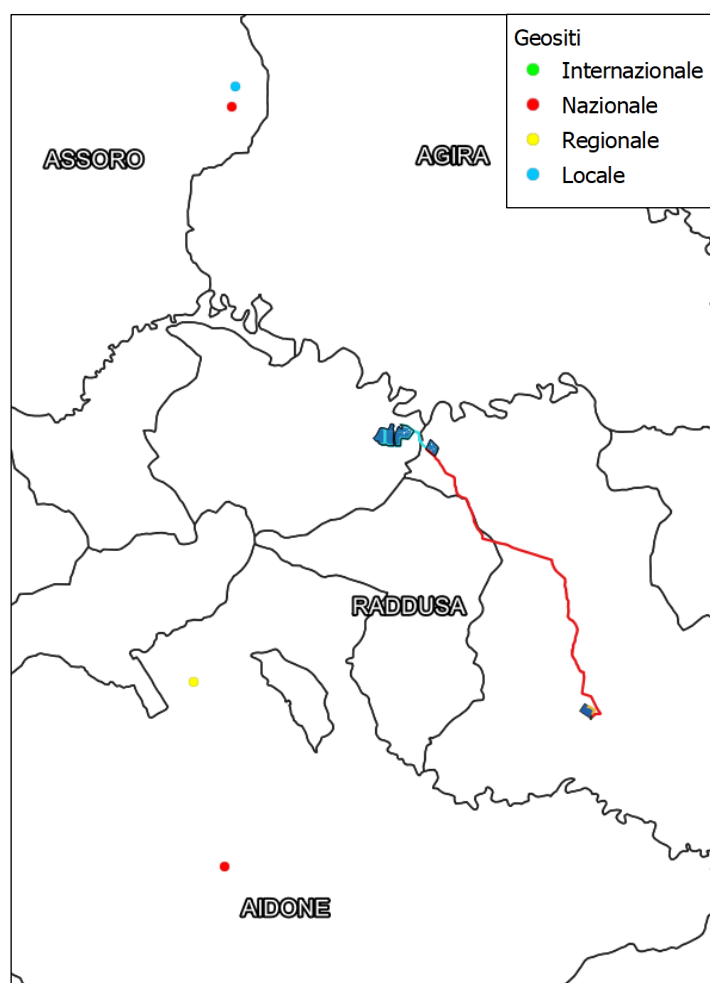 Geositi
Internazionale
Nazionale
Regionale
Locale
ASSORO
AGIRA
RADDUSA
AIDONE